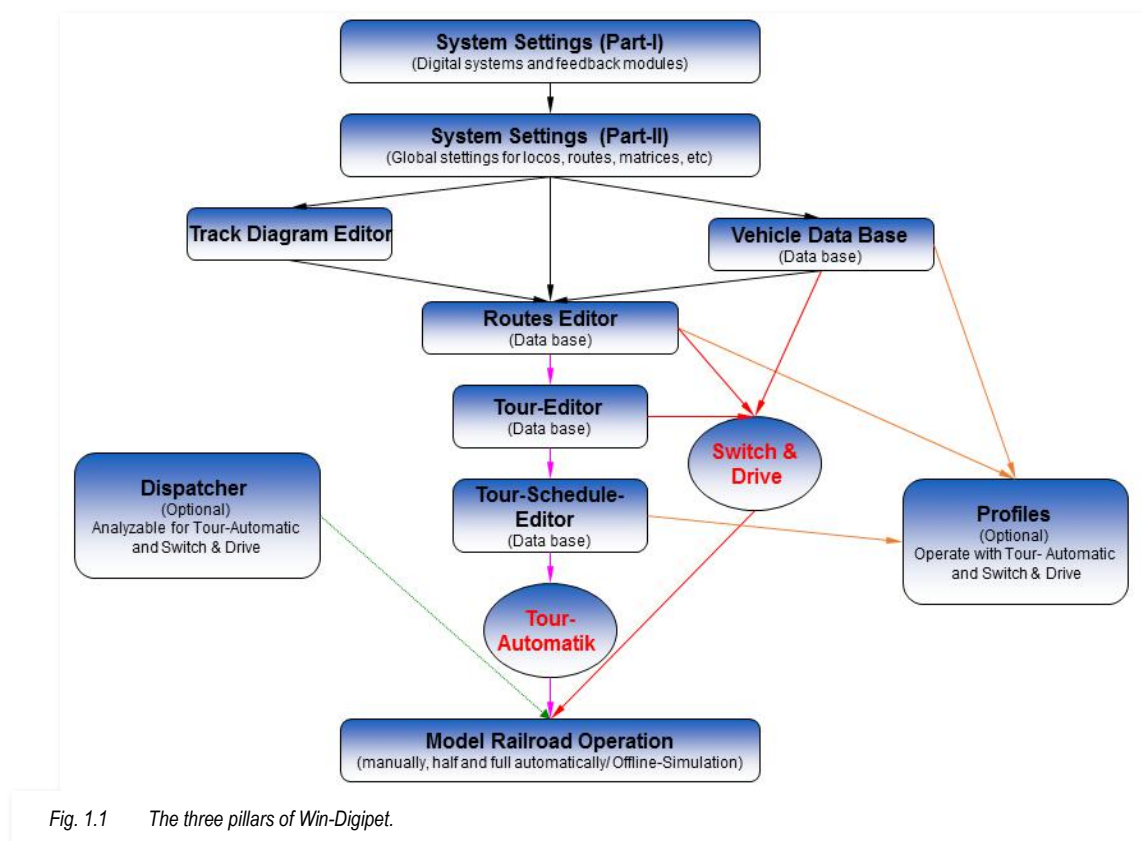 System Settings (Part-I)
(Digital systems and feedback modules)
System Settings (Part-II)
(Global stettings for locos, routes, matrices, etc)
Track Diagram Editor
Vehicle Data Base
(Data base)
Routes Editor
(Data base)
Tour-Editor
(Data base)
Switch &
Drive
Dispatcher
(Optional)
Analyzable for Tour-Automatic
and Switch & Drive
Tour-Schedule-
Editor
(Data base)
Profiles
(Optional)
Operate with Tour- Automatic
and Switch & Drive
Tour-
Automatik
Model Railroad Operation
(manually, half and full automatically/ Offline-Simulation)
Fig. 1.1 The three pillars of Win-Digipet.